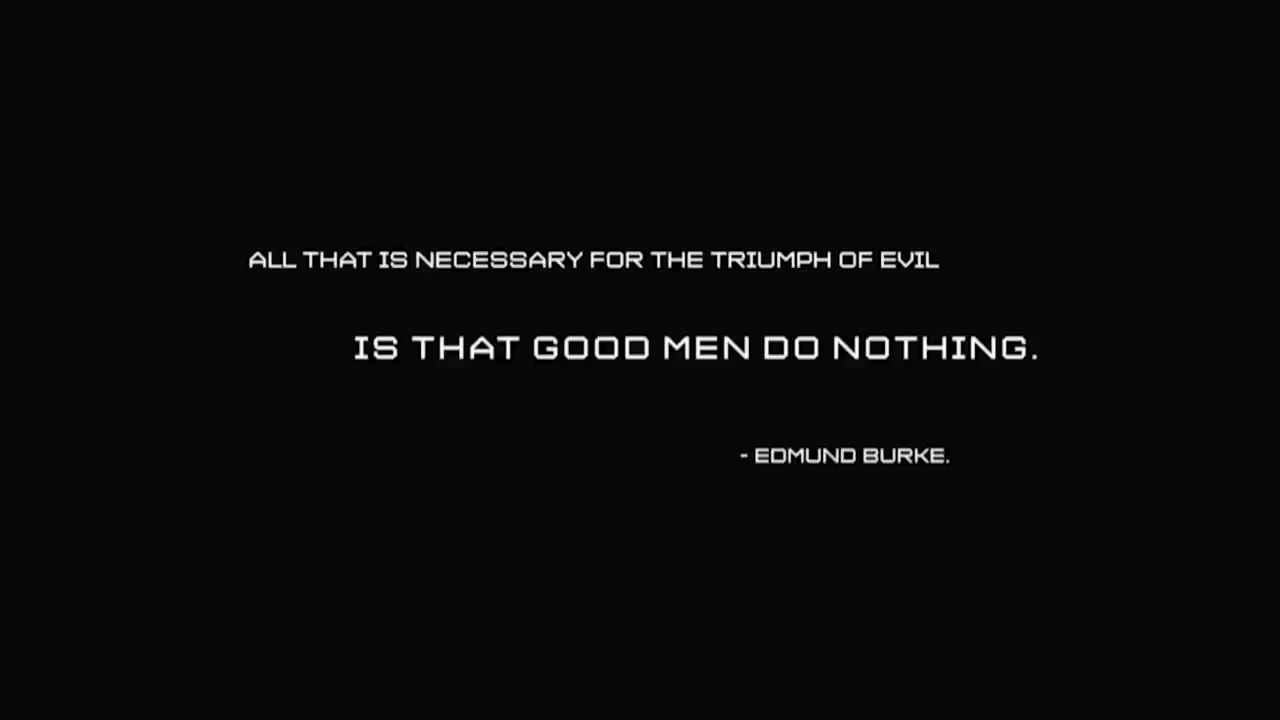 ALL THAT IS NECESSARY FOR THE TRIUMPH OF EVIL
IS THAT GOOD MEN DO NOTHING.
- EDMUND BURKE.